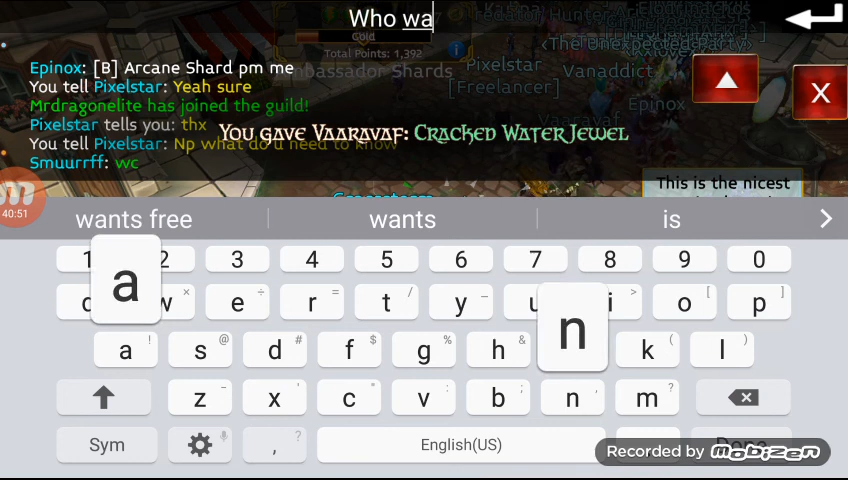 Who wa
Cold
Total Points: 1,392
<The Unexpected Party>
Ambassador Shards
Pixelstar
Vanaddict
[Freelancer]
Epinox
Vaaravaf
Epinox: [B] Arcane Shard pm me
You tell Pixelstar: Yeah sure
Mrdragonelite has joined the guild!
Pixelstar tells you: thx
You gave Vaaravaf: Cracked Water Jewel
You tell Pixelstar: Np what do u need to know
Smuurrff: wc
This is the nicest
X
40:51
wants free wants is
1 2 3 4 5 6 7 8 9 0
a
w × e ÷ r = t / y _ u i > o [ p ]
n
a ! s @ d # f $ g % h & k ( l )
z - x ' c * v : b ; n , m ?
Sym , ? English(US) Done
Recorded by mobizen